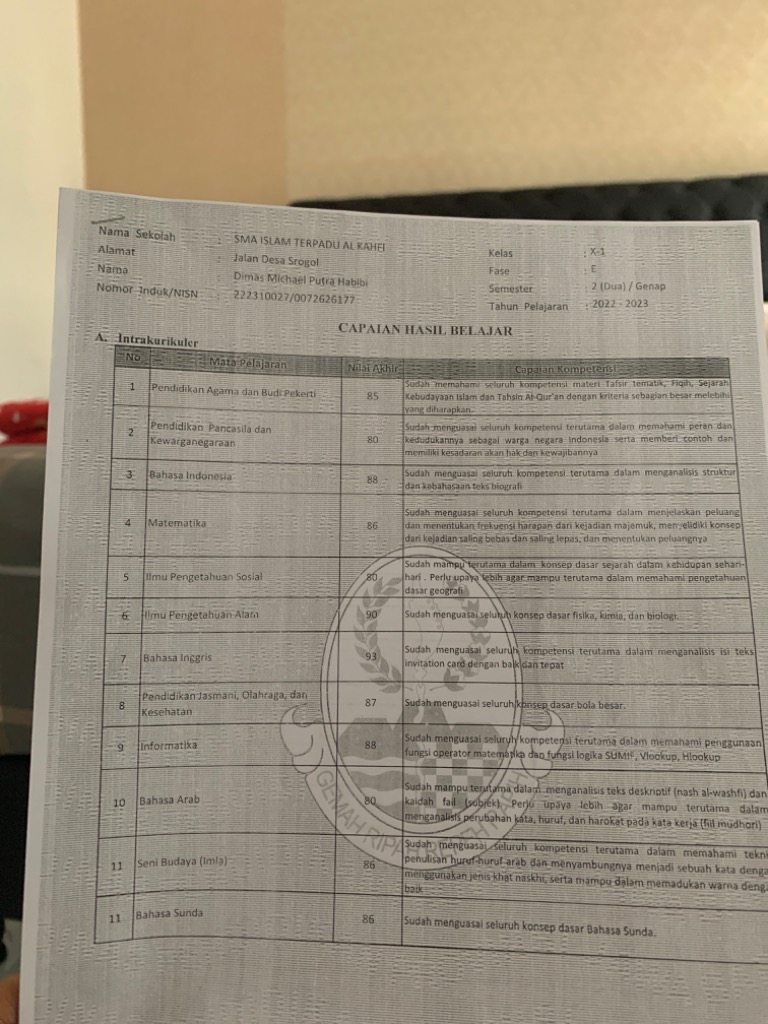 Nama Sekolah : SMA ISLAM TERPADU AL KAHFI
Alamat : Jalan Desa Srogol
Nama : Dimas Michael Putra Habibi
Nomor Induk/NISN : 222310027/0072626177
Kelas : X-1
Fase : E
Semester : 2 (Dua) / Genap
Tahun Pelajaran : 2022 - 2023
CAPAIAN HASIL BELAJAR
A. Intrakurikuler
No Mata Pelajaran Nilai Akhir Capaian Kompetensi
1 Pendidikan Agama dan Budi Pekerti 85 Sudah memahami seluruh kompetensi materi Tafsir tematik, Fiqih, Sejarah
Kebudayaan Islam dan Tahsin Al-Qur'an dengan kriteria sebagian besar melebihi
yang diharapkan.
2 Pendidikan Pancasila dan
Kewarganegaraan 80 Sudah menguasai seluruh kompetensi terutama dalam memahami peran dan
kedudukannya sebagai warga negara Indonesia serta memberi contoh dan
memiliki kesadaran akan hak dan kewajibannya
3 Bahasa Indonesia 88 Sudah menguasai seluruh kompetensi terutama dalam menganalisis struktur
dan kebahasaan teks biografi
4 Matematika 86 Sudah menguasai seluruh kompetensi terutama dalam menjelaskan peluang
dan menentukan frekuensi harapan dari kejadian majemuk, menyelidiki konsep
dari kejadian saling bebas dan saling lepas, dan menentukan peluangnya
5 Ilmu Pengetahuan Sosial 80 Sudah mampu terutama dalam konsep dasar sejarah dalam kehidupan sehari-
hari . Perlu upaya lebih agar mampu terutama dalam memahami pengetahuan
dasar geografi
6 Ilmu Pengetahuan Alam 90 Sudah menguasai seluruh konsep dasar fisika, kimia, dan biologi.
7 Bahasa Inggris 93 Sudah menguasai seluruh kompetensi terutama dalam menganalisis isi teks
invitation card dengan baik dan tepat
8 Pendidikan Jasmani, Olahraga, dan
Kesehatan 87 Sudah menguasai seluruh konsep dasar bola besar.
9 Informatika 88 Sudah menguasai seluruh kompetensi terutama dalam memahami penggunaan
fungsi operator matematika dan fungsi logika SUMIF, Vlookup, Hlookup
10 Bahasa Arab 80 Sudah mampu terutama dalam menganalisis teks deskriotif (nash al-washfi) dan
kaidah fail (subjek). Perlu upaya lebih agar mampu terutama dalam
menganalisis perubahan kata, huruf, dan harokat pada kata kerja (fiil mudhori)
11 Seni Budaya (Imla) 86 Sudah menguasai seluruh kompetensi terutama dalam memahami tekni
penulisan huruf-huruf arab dan menyambungnya menjadi sebuah kata denga
menggunakan jenis khat naskhi, serta mampu dalam memadukan warna denga
baik
11 Bahasa Sunda 86 Sudah menguasai seluruh konsep dasar Bahasa Sunda.
GEMAH RIPAH